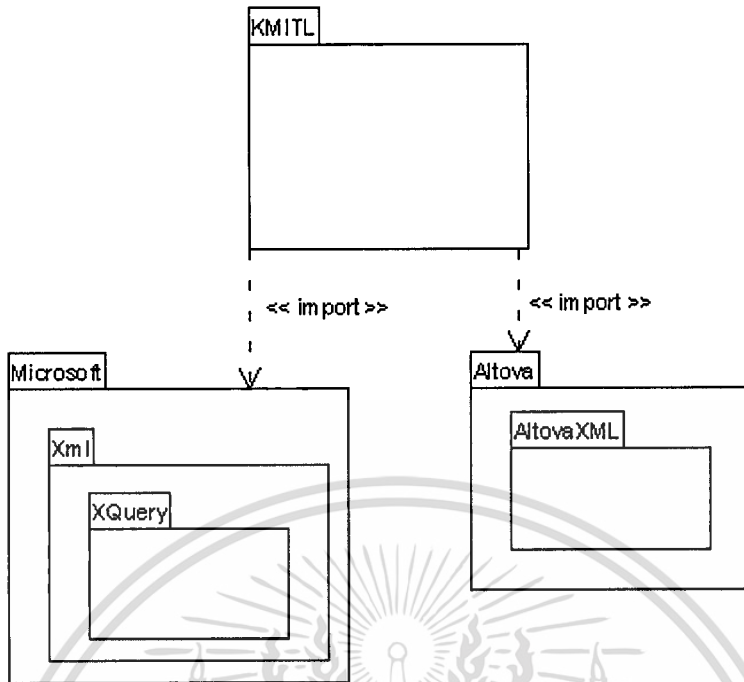 KMITL
<< import >>
<< import >>
Microsoft
Altova
Xml
AltovaXML
XQuery